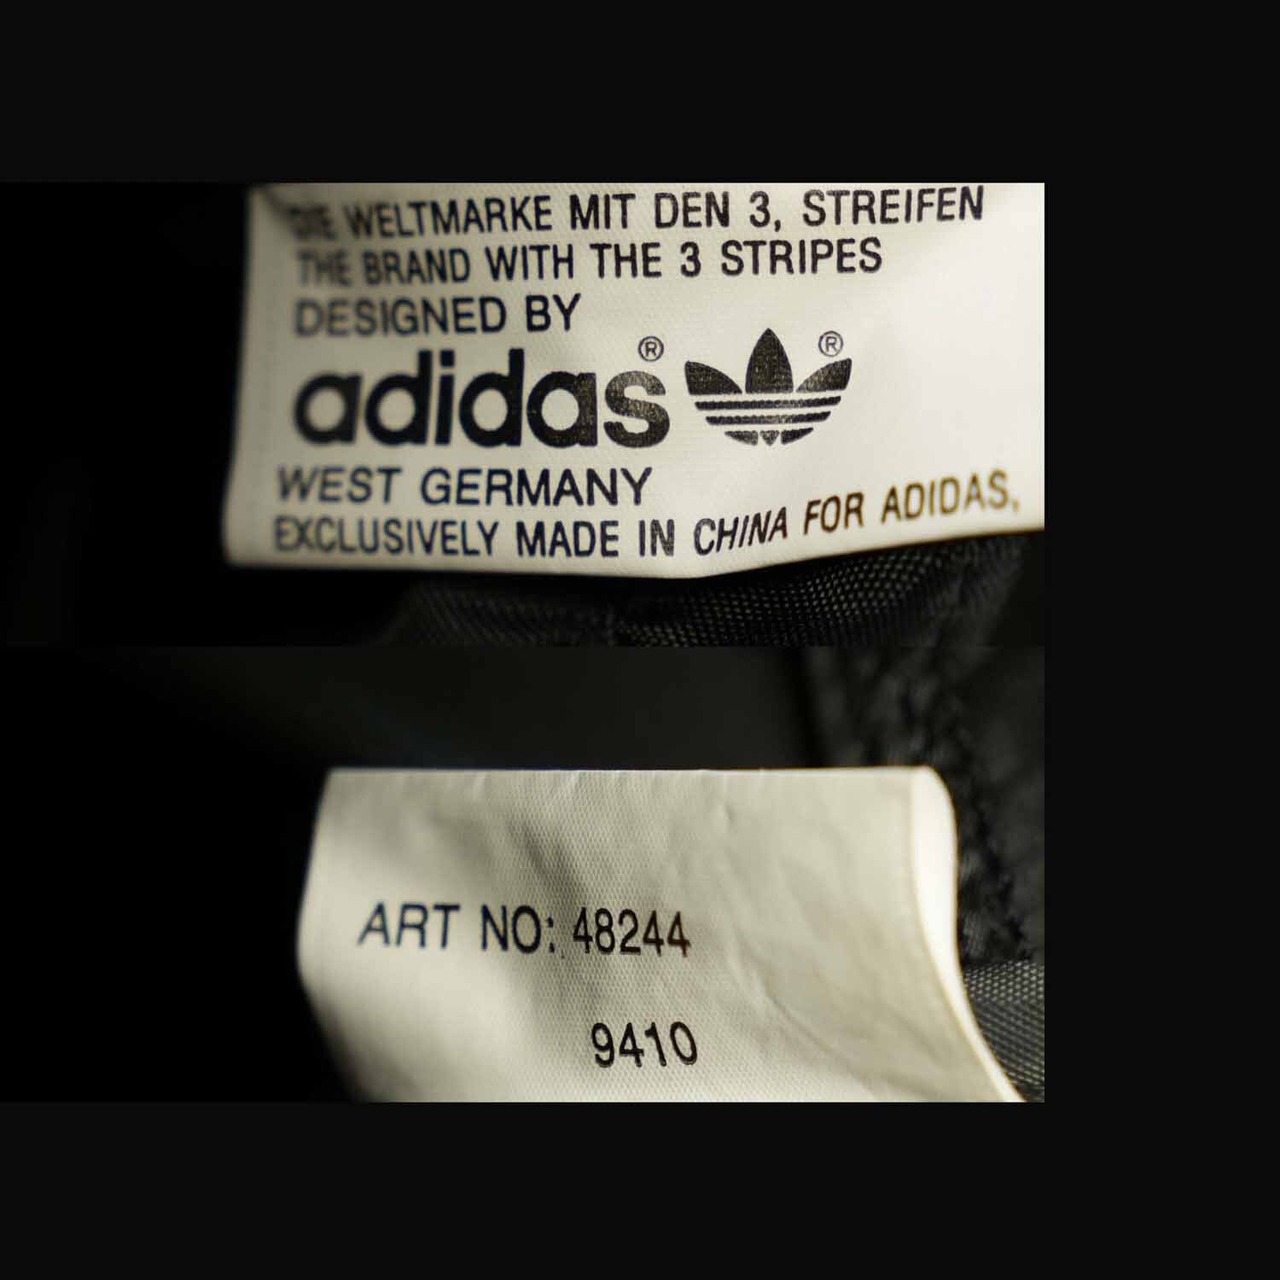 DIE WELTMARKE MIT DEN 3, STREIFEN
THE BRAND WITH THE 3 STRIPES
DESIGNED BY
adidas® ®
WEST GERMANY
EXCLUSIVELY MADE IN CHINA FOR ADIDAS,
ART NO: 48244
9410